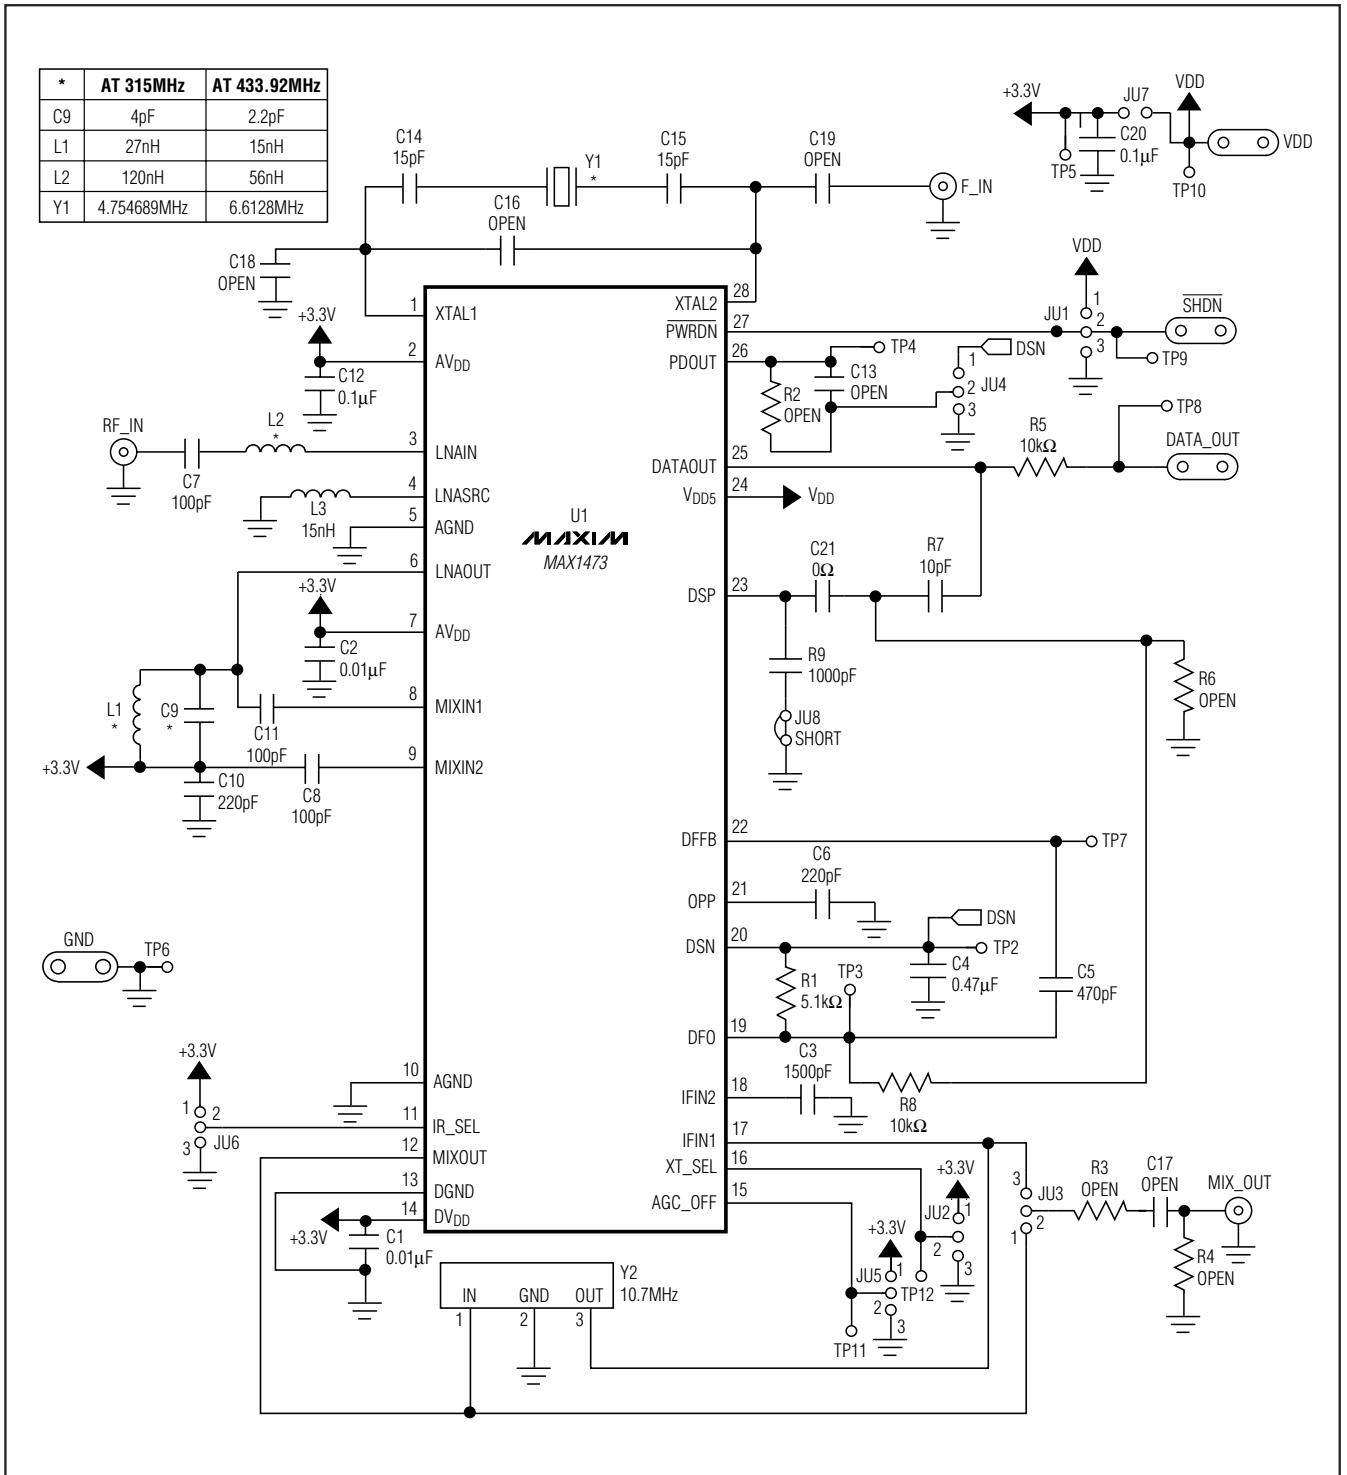 * AT 315MHz AT 433.92MHz
C9 4pF 2.2pF
L1 27nH 15nH
L2 120nH 56nH
Y1 4.754689MHz 6.6128MHz
C14
15pF
Y1
*
C15
15pF
C19
OPEN
F_IN
C16
OPEN
C18
OPEN
+3.3V
JU7
VDD
C20
0.1µF
VDD
TP5
TP10
1 XTAL1
+3.3V
2 AVDD
C12
0.1µF
RF_IN
C7
100pF
L2
*
3 LNAIN
4 LNASRC
L3
15nH
5 AGND
6 LNAOUT
+3.3V
7 AVDD
C2
0.01µF
8 MIXIN1
L1
*
C9
*
C11
100pF
9 MIXIN2
+3.3V
C10
220pF
C8
100pF
GND
TP6
10 AGND
+3.3V
1
2
3
JU6
11 IR_SEL
12 MIXOUT
13 DGND
14 DVDD
+3.3V
C1
0.01µF
U1
MAXIM
MAX1473
XTAL2 28
PWRDN 27
VDD
JU1
1
2
3
SHDN
TP9
PDOUT 26
TP4
R2
OPEN
C13
OPEN
DSN
1
2
3
JU4
DATAOUT 25
R5
10kΩ
TP8
DATA_OUT
VDD5 24
VDD
DSP 23
C21
0Ω
R7
10pF
R9
1000pF
JU8
SHORT
R6
OPEN
DFFB 22
TP7
OPP 21
C6
220pF
DSN 20
DSN
TP2
R1
5.1kΩ
TP3
C4
0.47µF
C5
470pF
DFO 19
IFIN2 18
C3
1500pF
R8
10kΩ
IFIN1 17
XT_SEL 16
AGC_OFF 15
+3.3V
JU2
1
2
3
TP12
+3.3V
JU5
1
2
3
TP11
3
JU3
2
1
R3
OPEN
C17
OPEN
MIX_OUT
R4
OPEN
Y2
10.7MHz
IN GND OUT
1 2 3